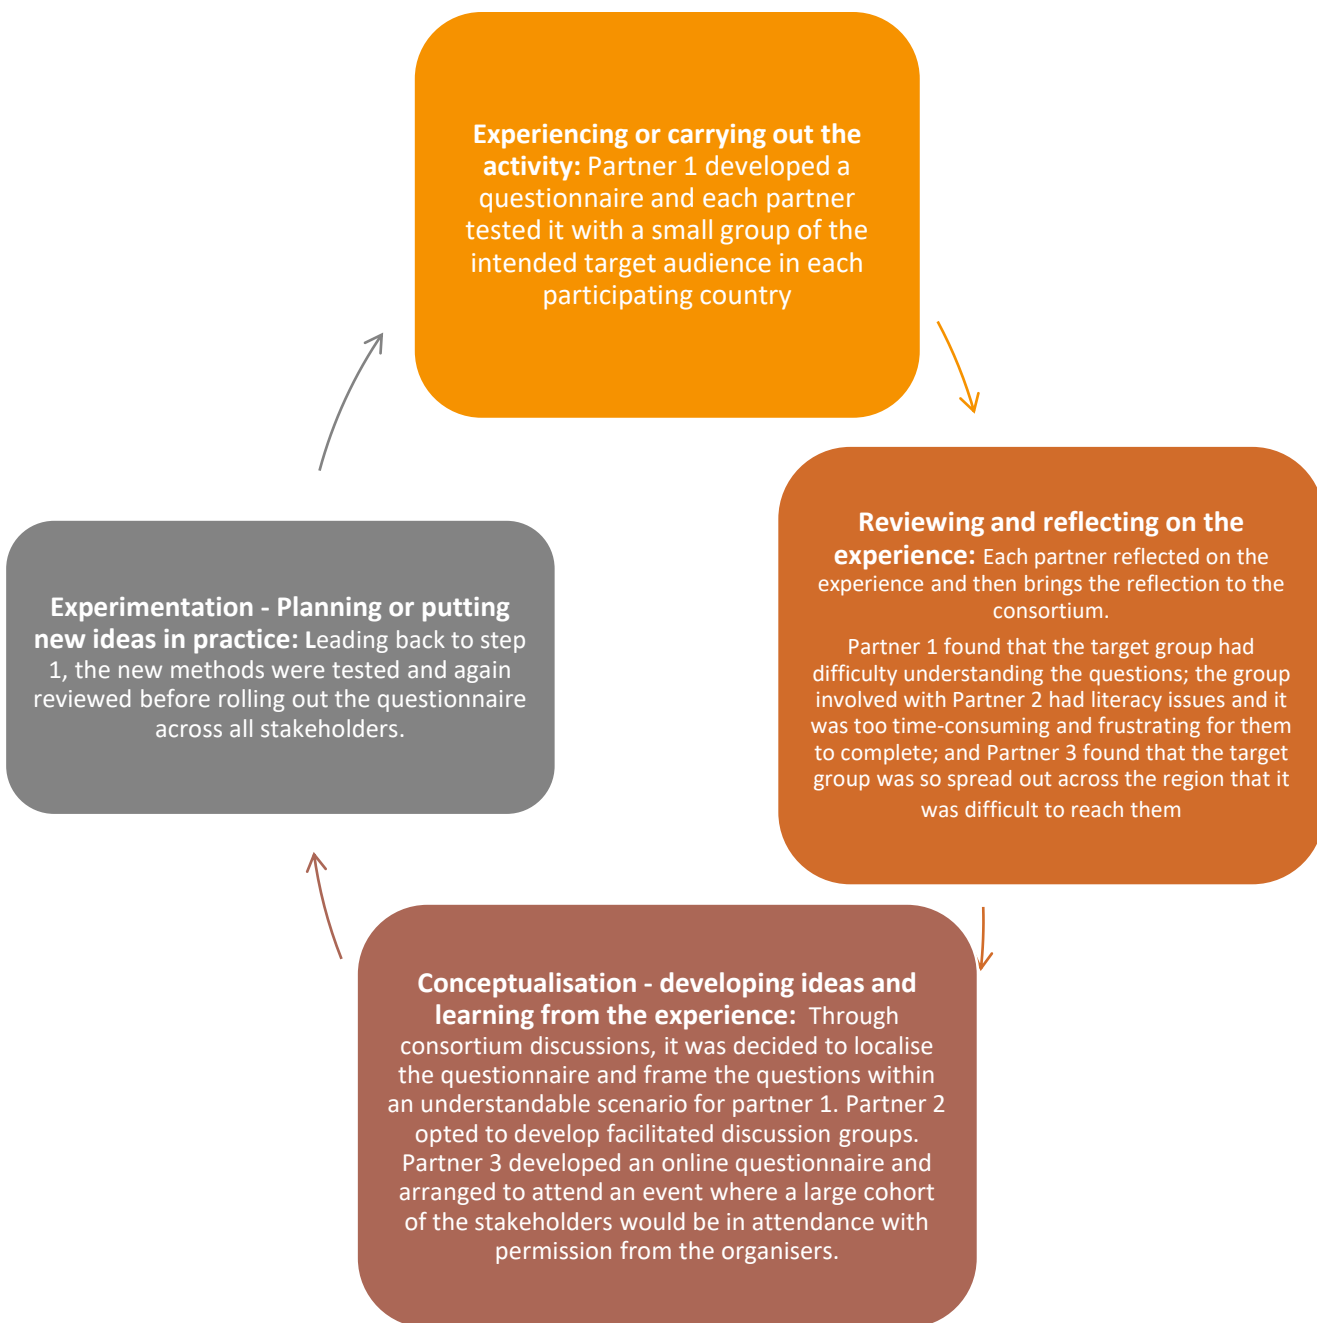 Experiencing or carrying out the
activity: Partner 1 developed a
questionnaire and each partner
tested it with a small group of the
intended target audience in each
participating country
Reviewing and reflecting on the
experience: Each partner reflected on the
experience and then brings the reflection to the
consortium.
Partner 1 found that the target group had
difficulty understanding the questions; the group
involved with Partner 2 had literacy issues and it
was too time-consuming and frustrating for them
to complete; and Partner 3 found that the target
group was so spread out across the region that it
was difficult to reach them
Conceptualisation - developing ideas and
learning from the experience: Through
consortium discussions, it was decided to localise
the questionnaire and frame the questions within
an understandable scenario for partner 1. Partner 2
opted to develop facilitated discussion groups.
Partner 3 developed an online questionnaire and
arranged to attend an event where a large cohort
of the stakeholders would be in attendance with
permission from the organisers.
Experimentation - Planning or putting
new ideas in practice: Leading back to step
1, the new methods were tested and again
reviewed before rolling out the questionnaire
across all stakeholders.